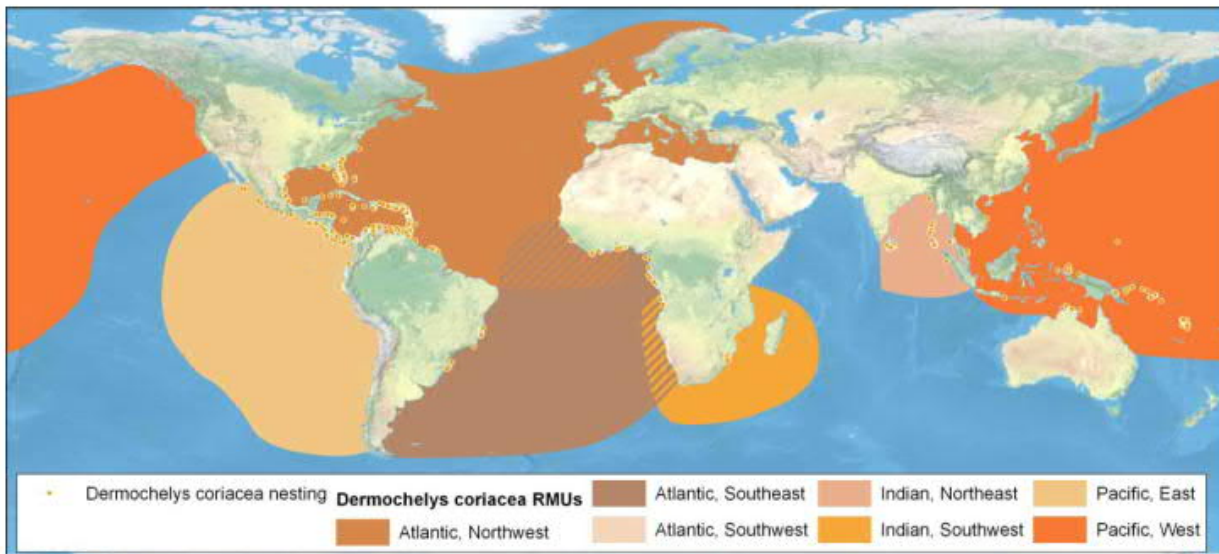 Dermochelys coriacea nesting
Dermochelys coriacea RMUs
Atlantic, Northwest
Atlantic, Southeast
Atlantic, Southwest
Indian, Northeast
Indian, Southwest
Pacific, East
Pacific, West